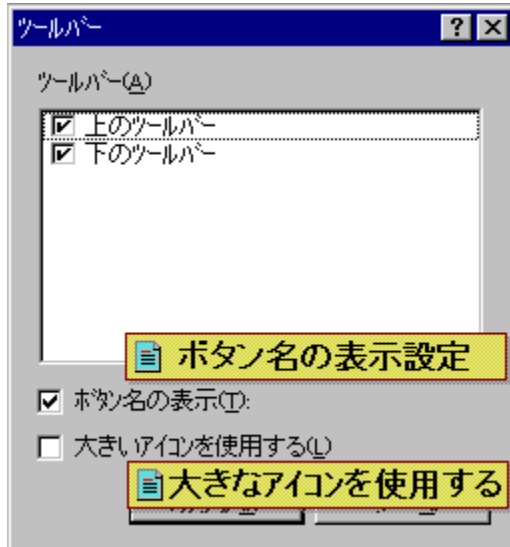 ツールバー
ツールバー(A)
上のツールバー
下のツールバー
ボタン名の表示設定
ボタン名の表示(T):
大きいアイコンを使用する(L)
大きなアイコンを使用する